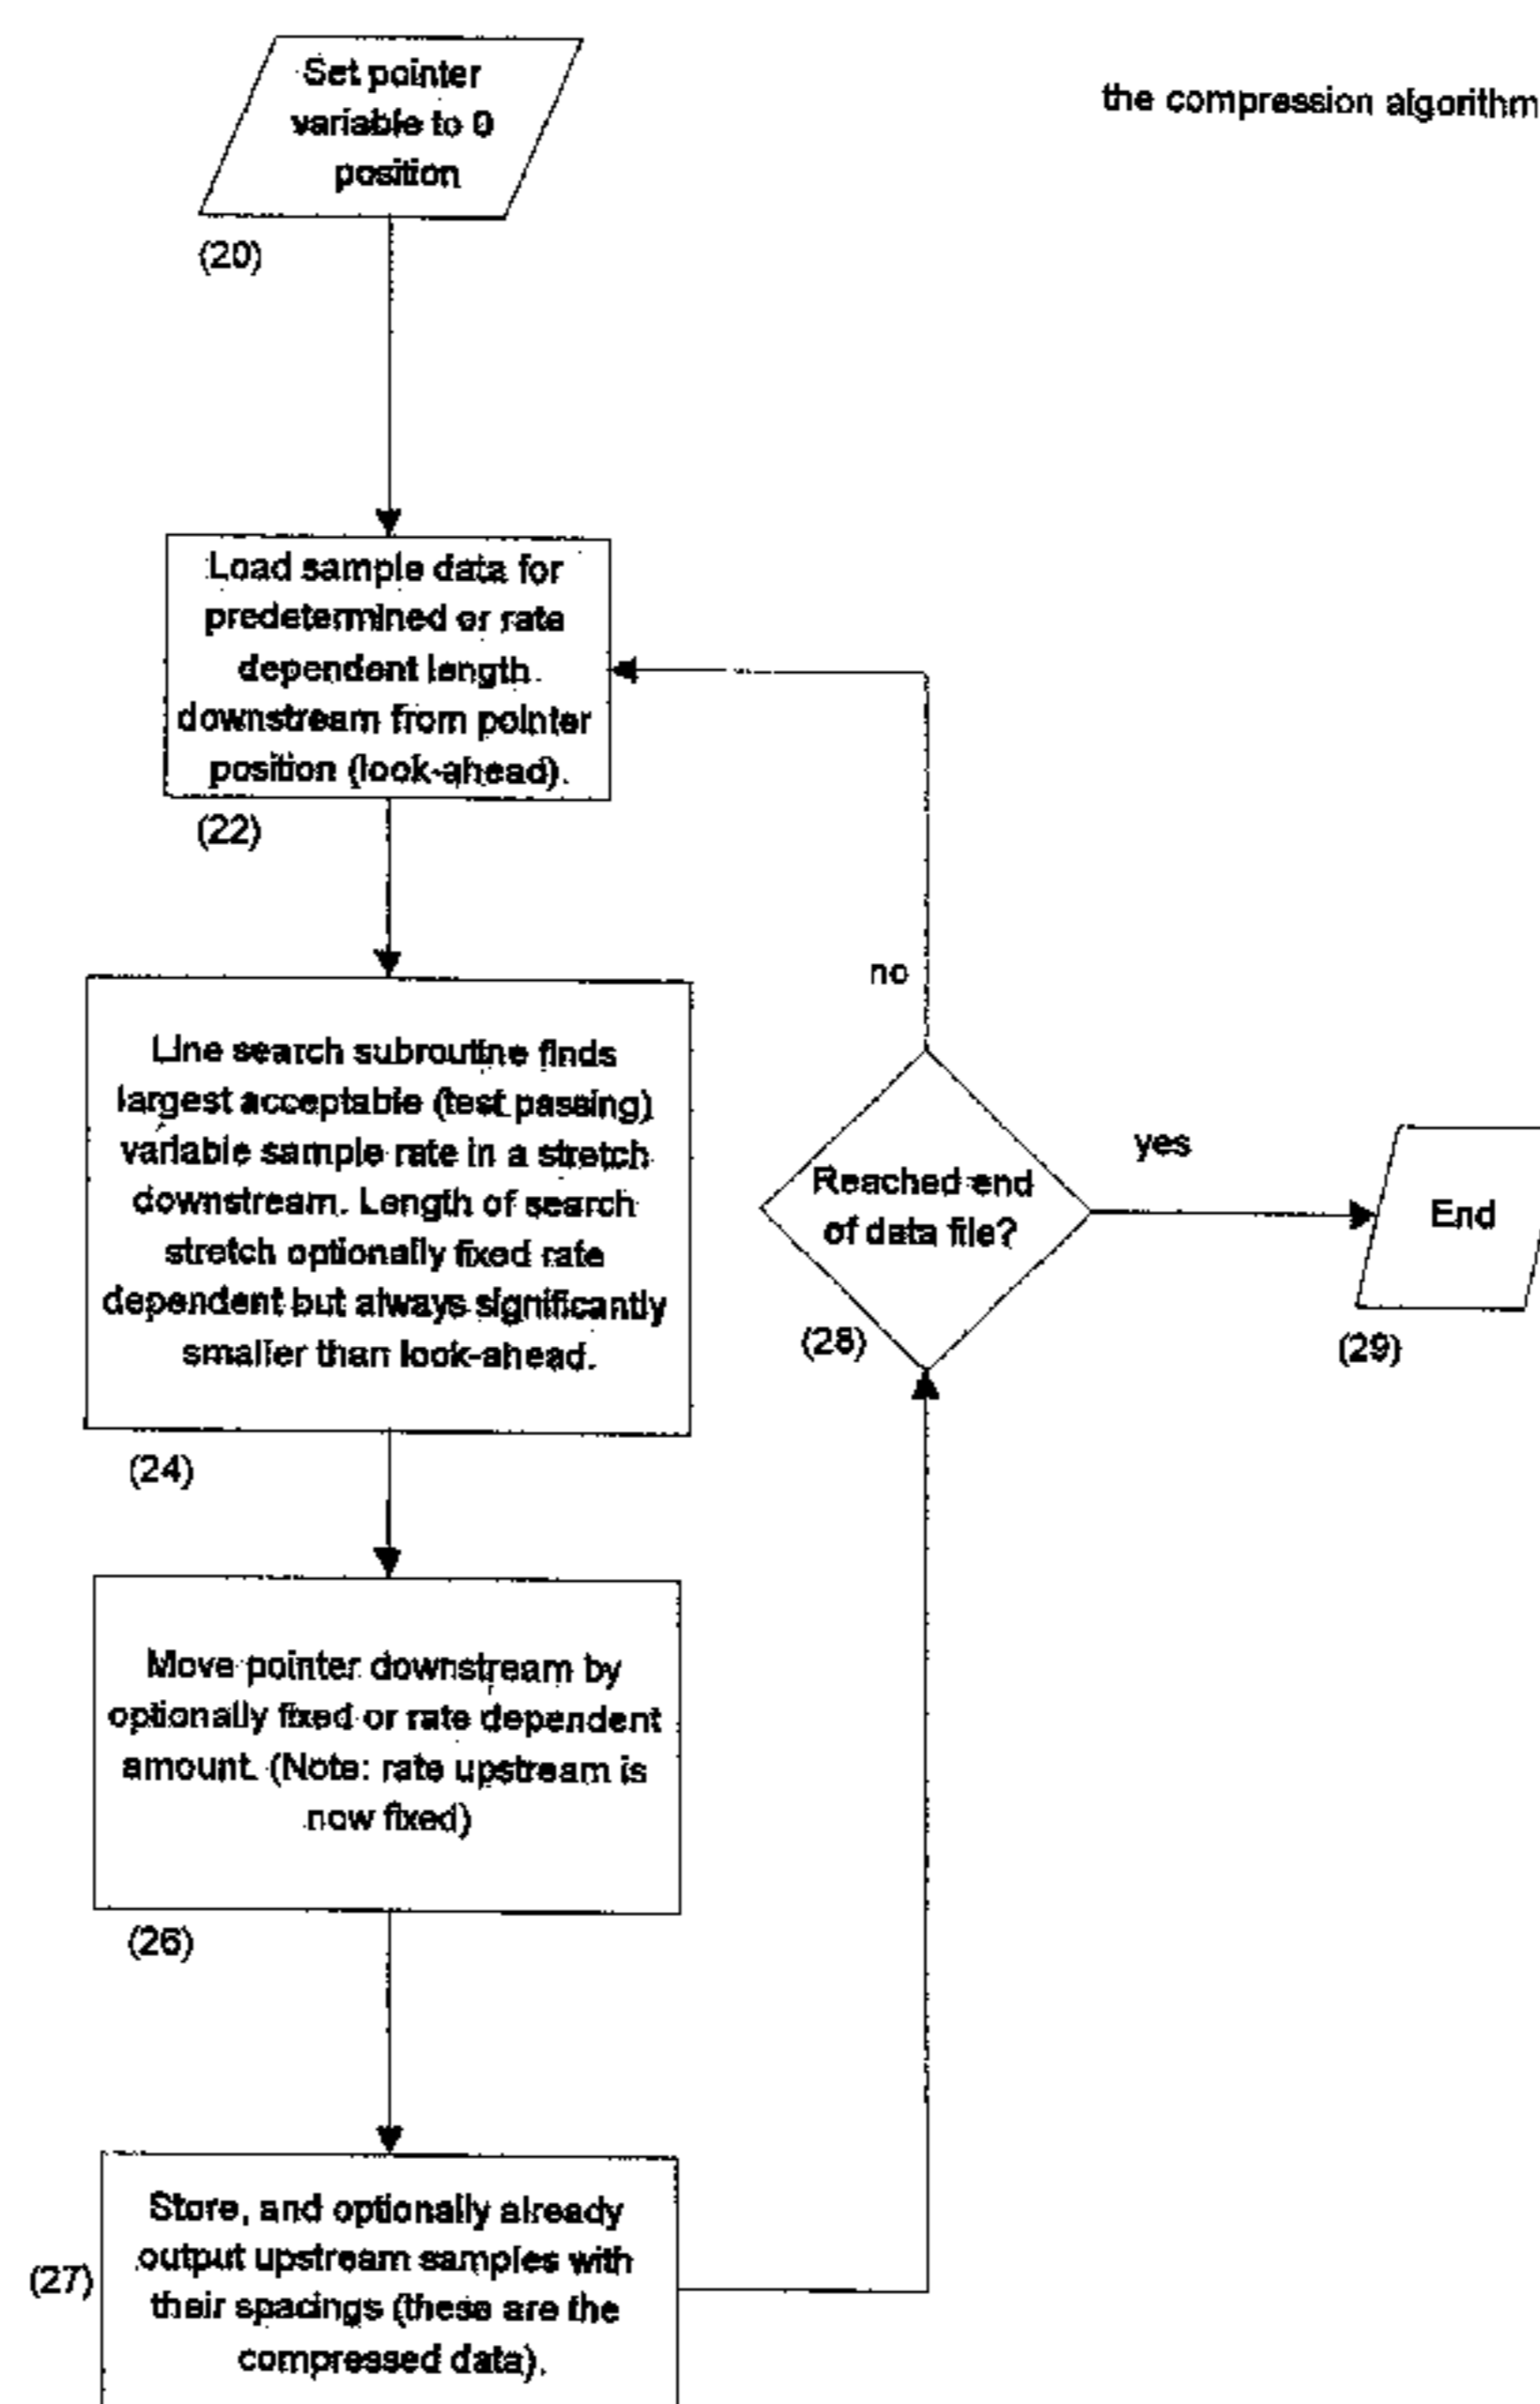 Set pointer
variable to 0
position
(20)
the compression algorithm
Load sample data for
predetermined or rate
dependent length
downstream from pointer
position (look-ahead).
(22)
Line search subroutine finds
largest acceptable (test passing)
variable sample rate in a stretch
downstream. Length of search
stretch optionally fixed rate
dependent but always significantly
smaller than look-ahead.
(24)
Move pointer downstream by
optionally fixed or rate dependent
amount. (Note: rate upstream is
now fixed)
(26)
Store, and optionally already
output upstream samples with
their spacings (these are the
compressed data).
(27)
no
Reached end
of data file?
(28)
yes
End
(29)